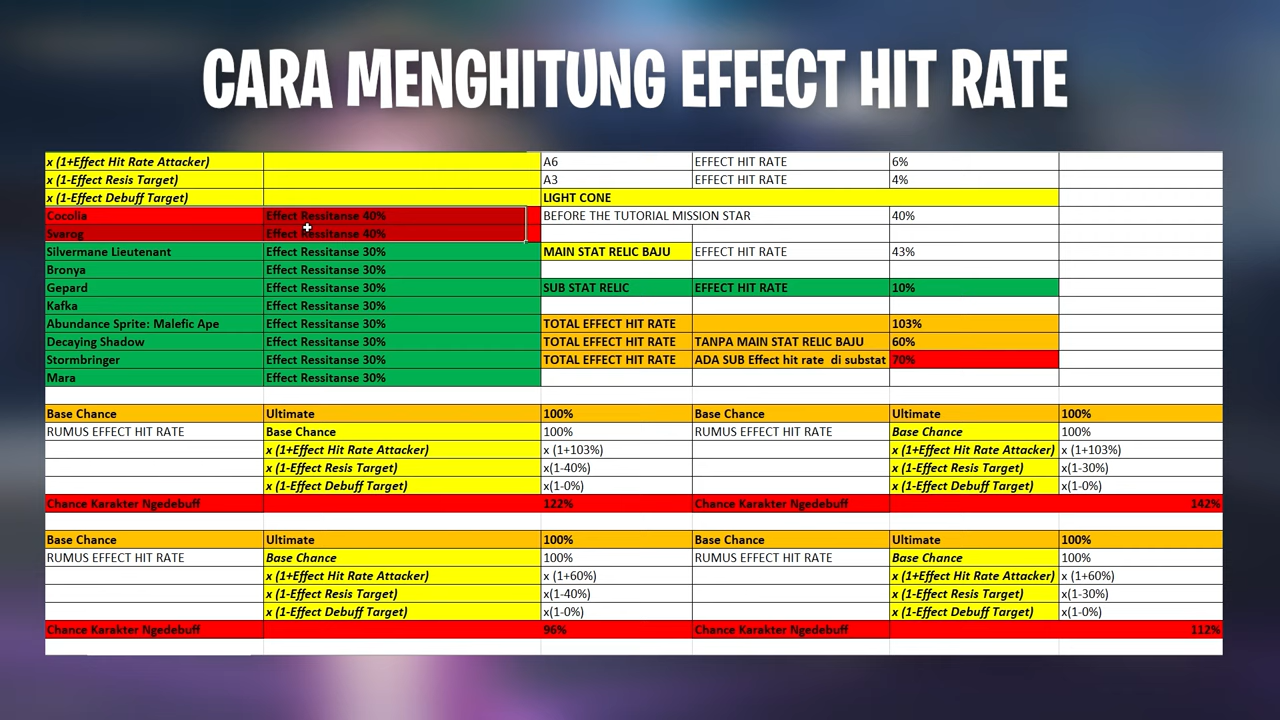 CARA MENGHITUNG EFFECT HIT RATE
x (1+Effect Hit Rate Attacker) A6 EFFECT HIT RATE 6%
x (1-Effect Resis Target) A3 EFFECT HIT RATE 4%
x (1-Effect Debuff Target) LIGHT CONE
Cocolia Effect Ressitanse 40% BEFORE THE TUTORIAL MISSION STAR 40%
Svarog Effect Ressitanse 40%
Silvermane Lieutenant Effect Ressitanse 30% MAIN STAT RELIC BAJU EFFECT HIT RATE 43%
Bronya Effect Ressitanse 30%
Gepard Effect Ressitanse 30% SUB STAT RELIC EFFECT HIT RATE 10%
Kafka Effect Ressitanse 30%
Abundance Sprite: Malefic Ape Effect Ressitanse 30% TOTAL EFFECT HIT RATE 103%
Decaying Shadow Effect Ressitanse 30% TOTAL EFFECT HIT RATE TANPA MAIN STAT RELIC BAJU 60%
Stormbringer Effect Ressitanse 30% TOTAL EFFECT HIT RATE ADA SUB Effect hit rate di substat 70%
Mara Effect Ressitanse 30%
Base Chance Ultimate 100% Base Chance Ultimate 100%
RUMUS EFFECT HIT RATE Base Chance 100% RUMUS EFFECT HIT RATE Base Chance 100%
x (1+Effect Hit Rate Attacker) x (1+103%) x (1+Effect Hit Rate Attacker) x (1+103%)
x (1-Effect Resis Target) x(1-40%) x (1-Effect Resis Target) x(1-30%)
x (1-Effect Debuff Target) x(1-0%) x (1-Effect Debuff Target) x(1-0%)
Chance Karakter Ngedebuff 122% Chance Karakter Ngedebuff 142%
Base Chance Ultimate 100% Base Chance Ultimate 100%
RUMUS EFFECT HIT RATE Base Chance 100% RUMUS EFFECT HIT RATE Base Chance 100%
x (1+Effect Hit Rate Attacker) x (1+60%) x (1+Effect Hit Rate Attacker) x (1+60%)
x (1-Effect Resis Target) x(1-40%) x (1-Effect Resis Target) x(1-30%)
x (1-Effect Debuff Target) x(1-0%) x (1-Effect Debuff Target) x(1-0%)
Chance Karakter Ngedebuff 96% Chance Karakter Ngedebuff 112%